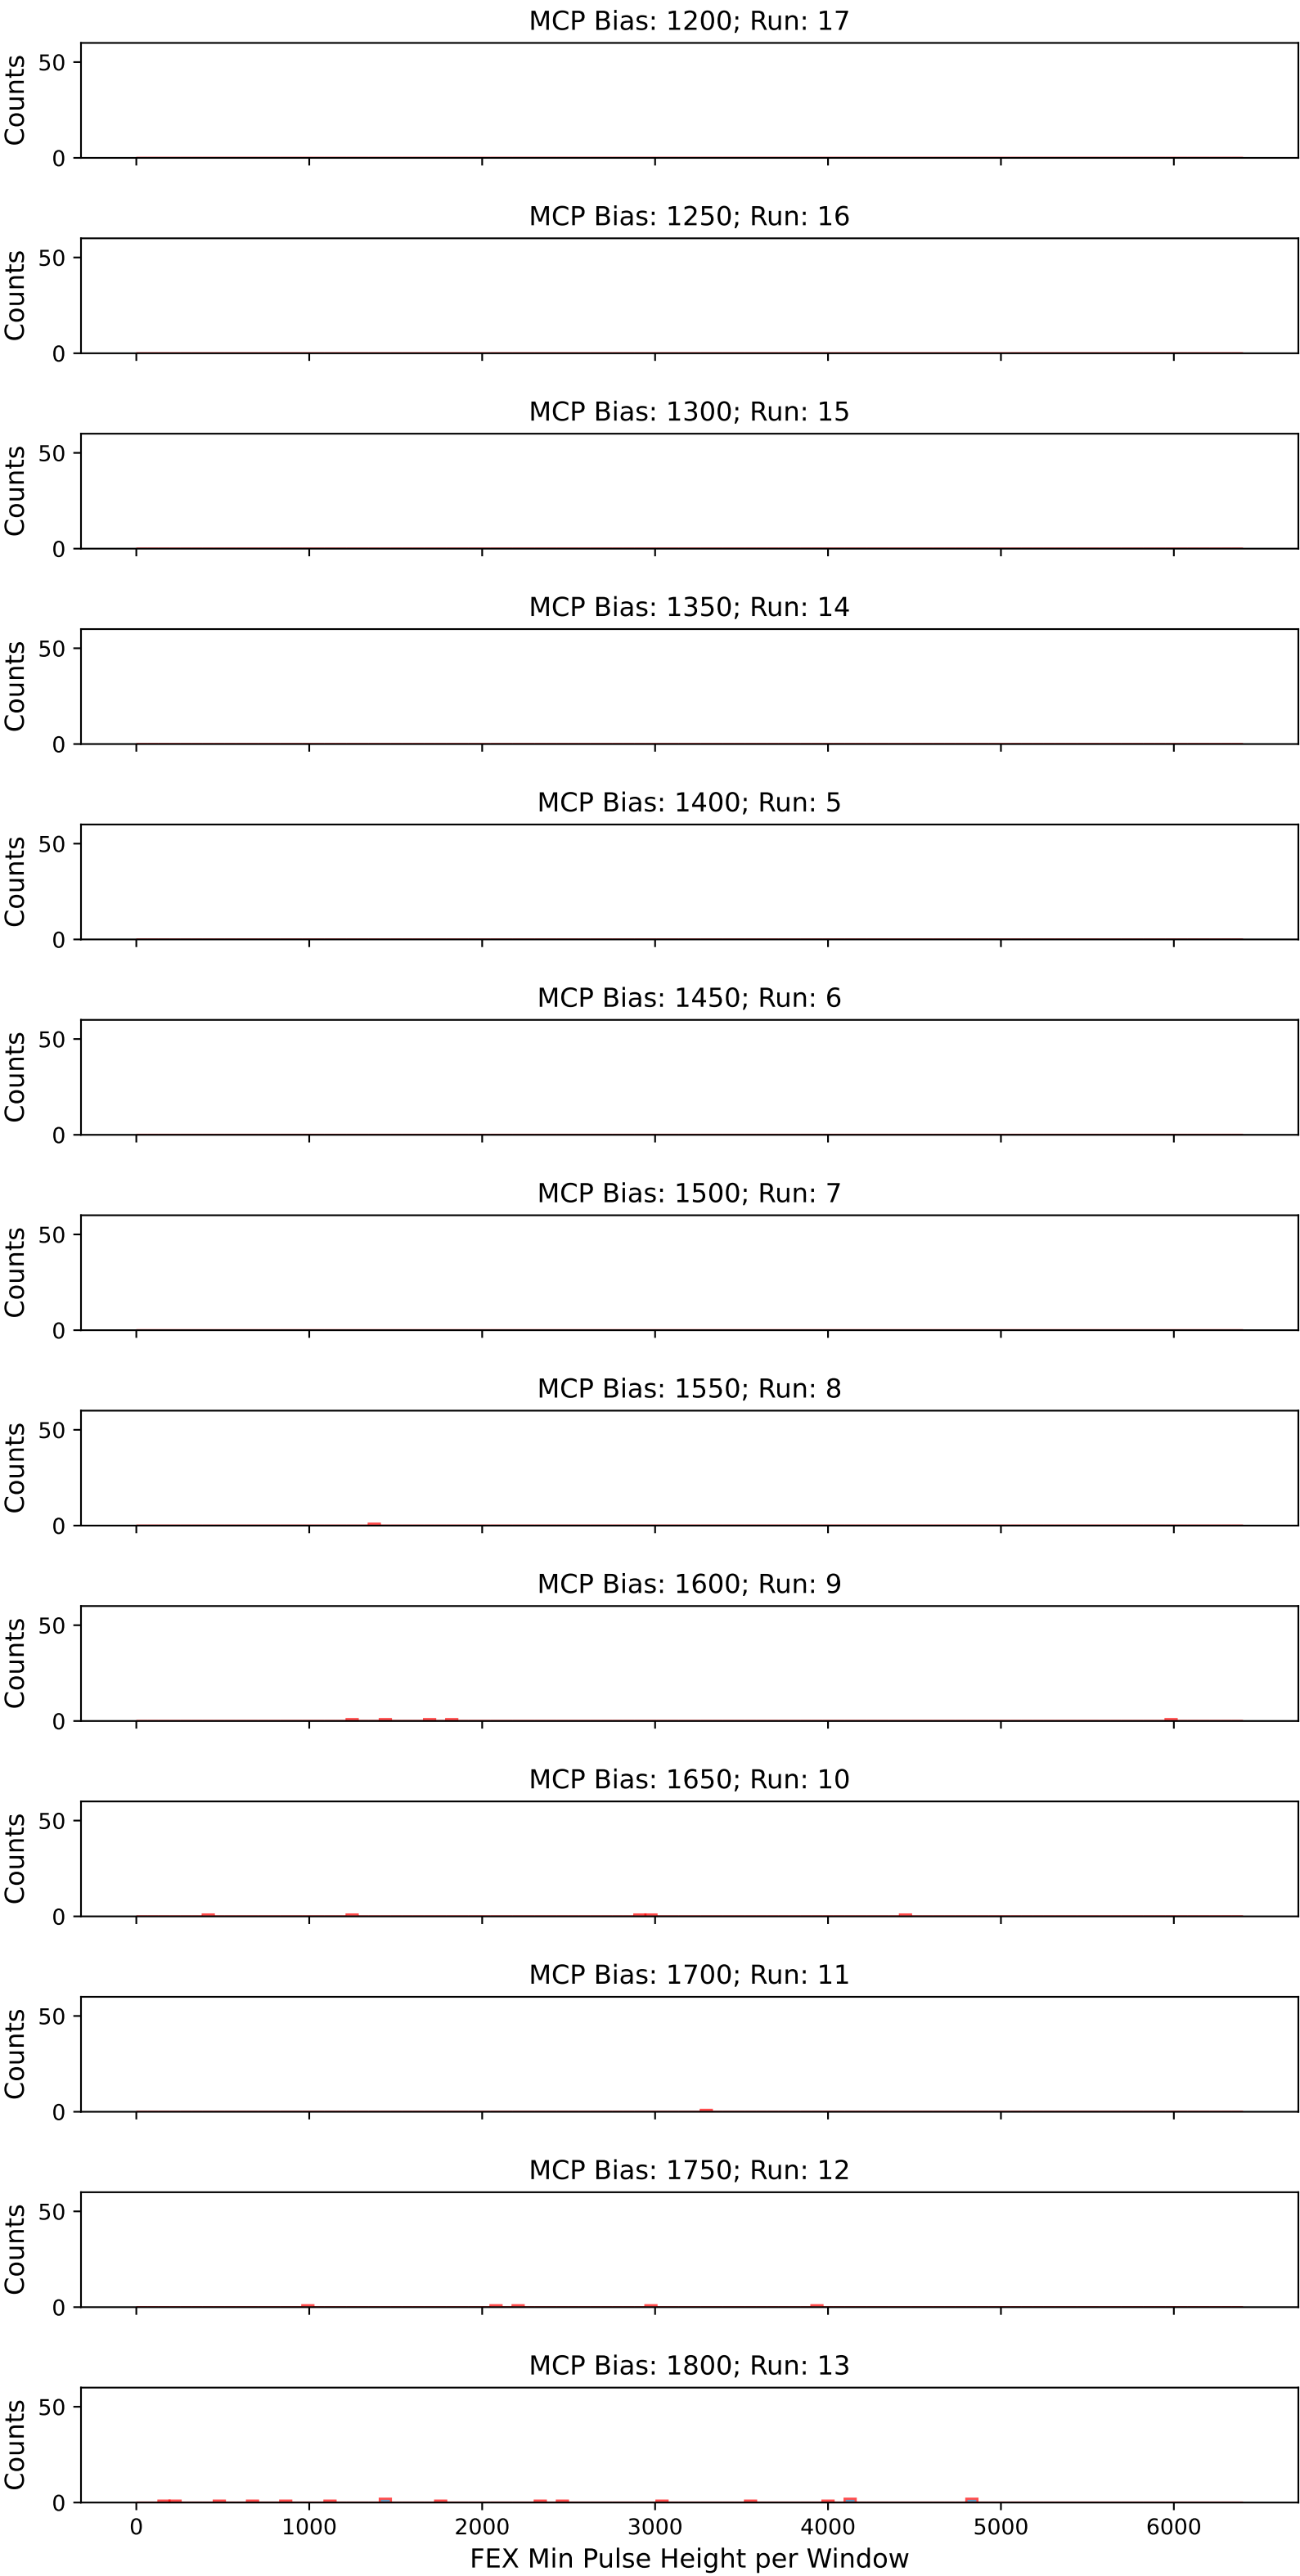 MCP Bias: 1200; Run: 17
50
Counts
0
MCP Bias: 1250; Run: 16
50
Counts
0
MCP Bias: 1300; Run: 15
50
Counts
0
MCP Bias: 1350; Run: 14
50
Counts
0
MCP Bias: 1400; Run: 5
50
Counts
0
MCP Bias: 1450; Run: 6
50
Counts
0
MCP Bias: 1500; Run: 7
50
Counts
0
MCP Bias: 1550; Run: 8
50
Counts
0
MCP Bias: 1600; Run: 9
50
Counts
0
MCP Bias: 1650; Run: 10
50
Counts
0
MCP Bias: 1700; Run: 11
50
Counts
0
MCP Bias: 1750; Run: 12
50
Counts
0
MCP Bias: 1800; Run: 13
50
Counts
0
0 1000 2000 3000 4000 5000 6000
FEX Min Pulse Height per Window